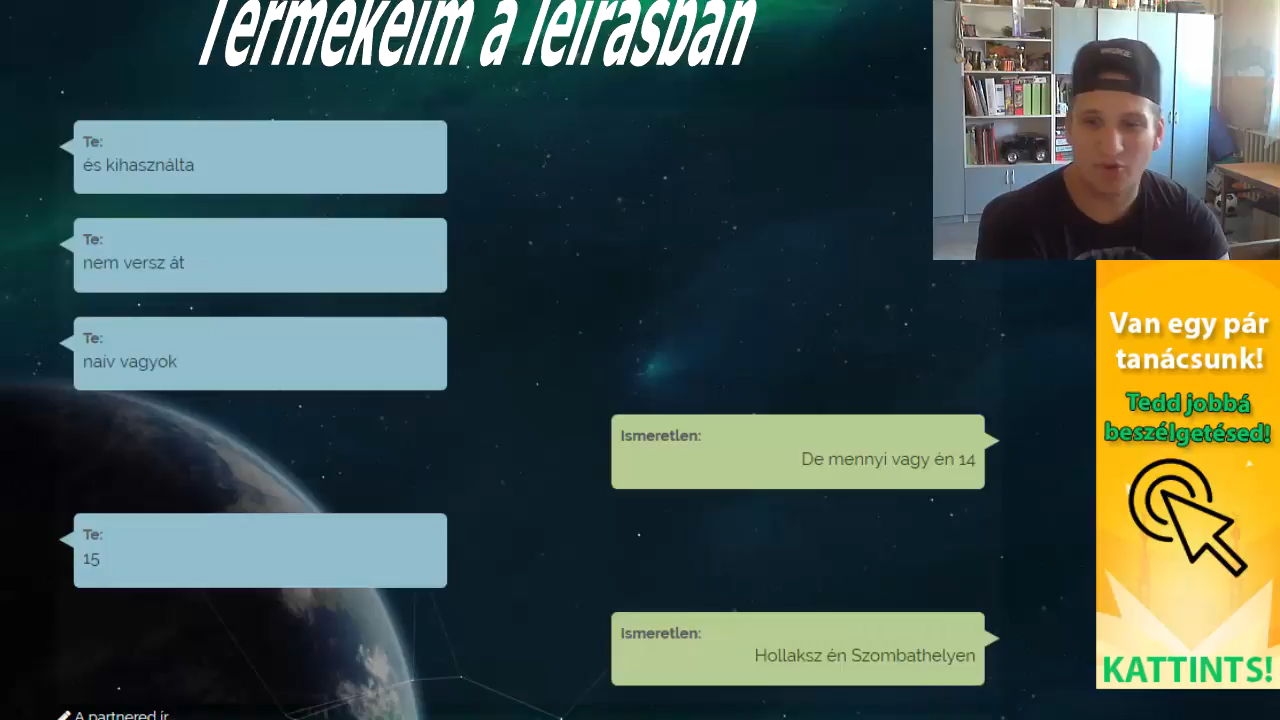 Termékeim a leírásban
Te:
és kihasználta
Te:
nem versz át
Te:
naív vagyok
Ismeretlen:
De mennyi vagy én 14
Te:
15
Ismeretlen:
Hollaksz én Szombathelyen
A partnered ír
Van egy pár
tanácsunk!
Tedd jobbá
beszélgetésed!
KATTINTS!